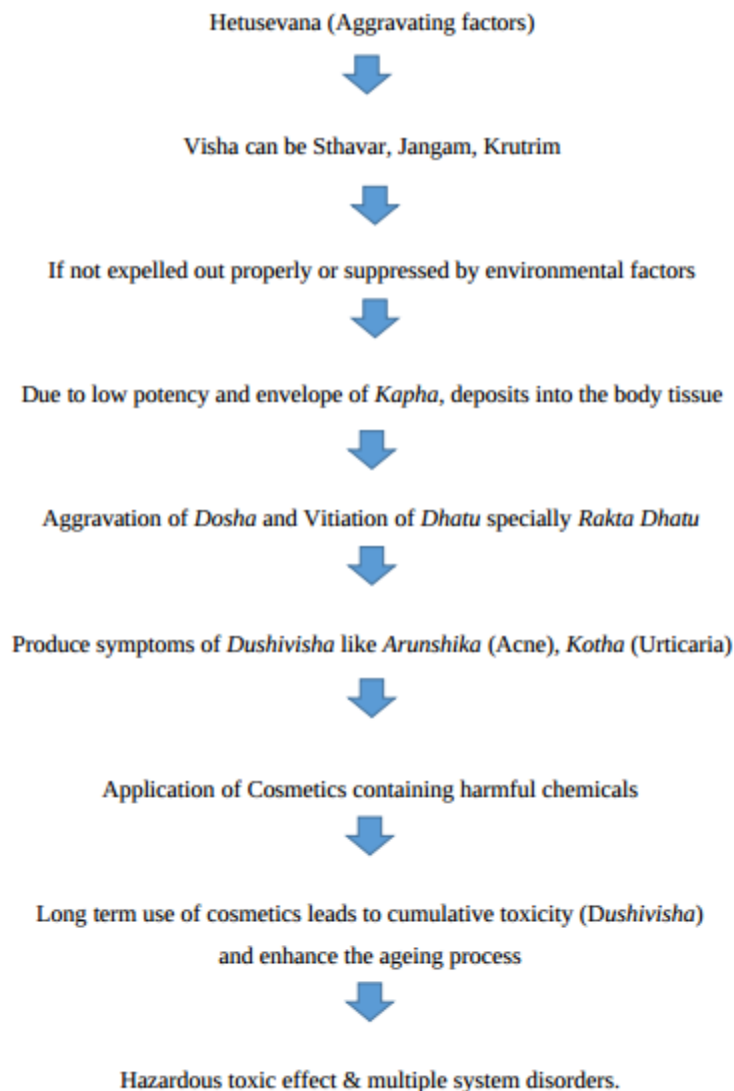 Hetusevana (Aggravating factors)
Visha can be Sthavar, Jangam, Krutrim
If not expelled out properly or suppressed by environmental factors
Due to low potency and envelope of Kapha, deposits into the body tissue
Aggravation of Dosha and Vitiation of Dhatu specially Rakta Dhatu
Produce symptoms of Dushivisha like Arunshika (Acne), Kotha (Urticaria)
Application of Cosmetics containing harmful chemicals
Long term use of cosmetics leads to cumulative toxicity (Dushivisha)
and enhance the ageing process
Hazardous toxic effect & multiple system disorders.